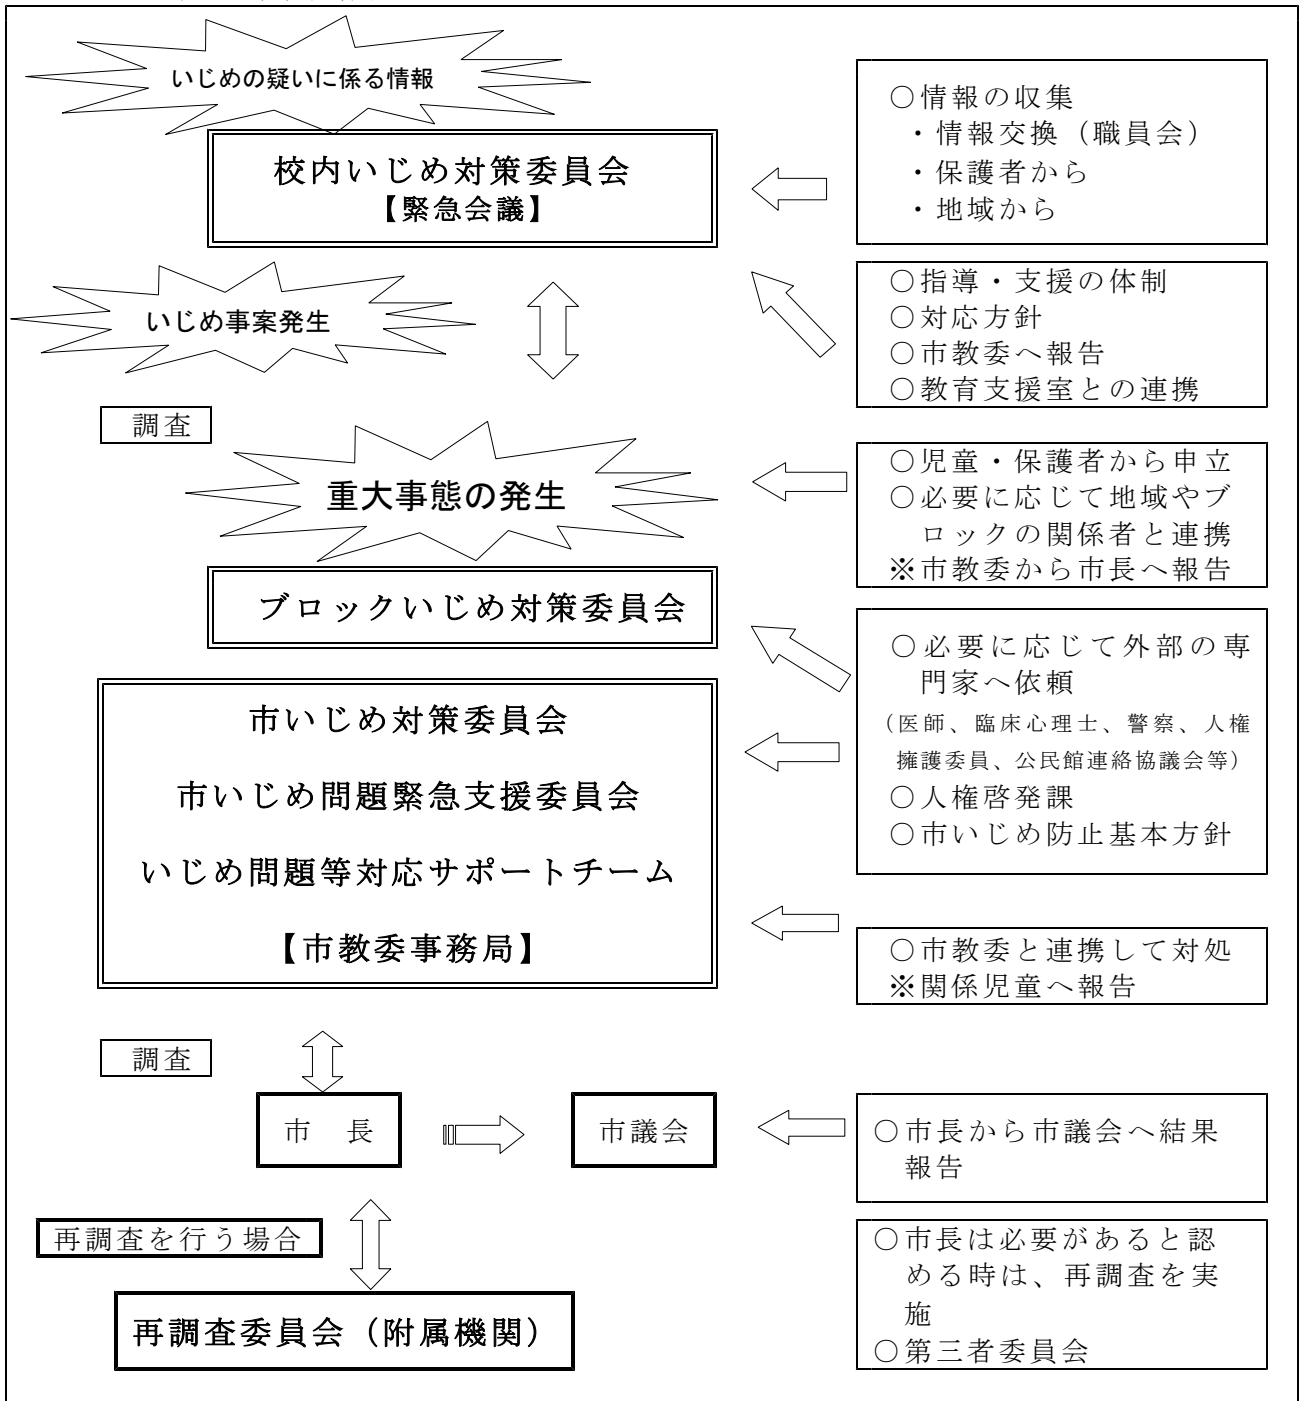 いじめの疑いに係る情報
校内いじめ対策委員会
【緊急会議】
○情報の収集
・情報交換（職員会）
・保護者から
・地域から
いじめ事案発生
○指導・支援の体制
○対応方針
○市教委へ報告
○教育支援室との連携
調査
重大事態の発生
○児童・保護者から申立
○必要に応じて地域やブ
ロックの関係者と連携
※市教委から市長へ報告
ブロックいじめ対策委員会
○必要に応じて外部の専
門家へ依頼
（医師、臨床心理士、警察、人権
擁護委員、公民館連絡協議会等）
○人権啓発課
○市いじめ防止基本方針
市いじめ対策委員会
市いじめ問題緊急支援委員会
いじめ問題等対応サポートチーム
【市教委事務局】
○市教委と連携して対処
※関係児童へ報告
調査
市　長
市議会
○市長から市議会へ結果
報告
再調査を行う場合
再調査委員会（附属機関）
○市長は必要があると認
める時は、再調査を実
施
○第三者委員会